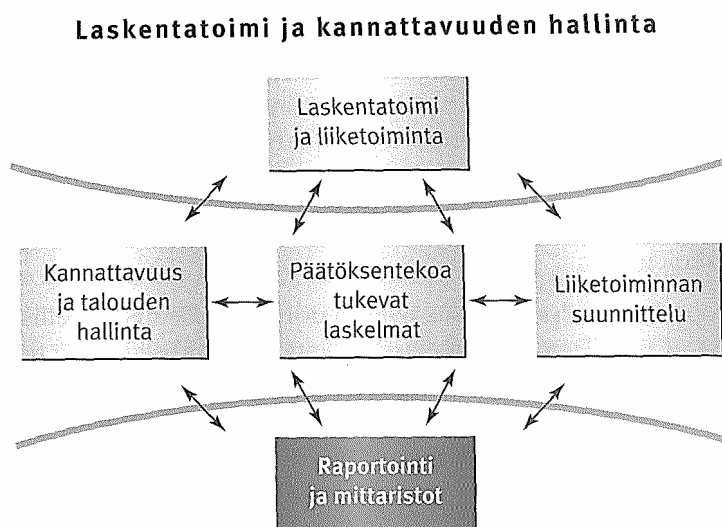 Laskentatoimi ja kannattavuuden hallinta
Laskentatoimi
ja liiketoiminta
Kannattavuus
ja talouden
hallinta
Päätöksentekoa
tukevat
laskelmat
Liiketoiminnan
suunnittelu
Raportointi
ja mittaristot